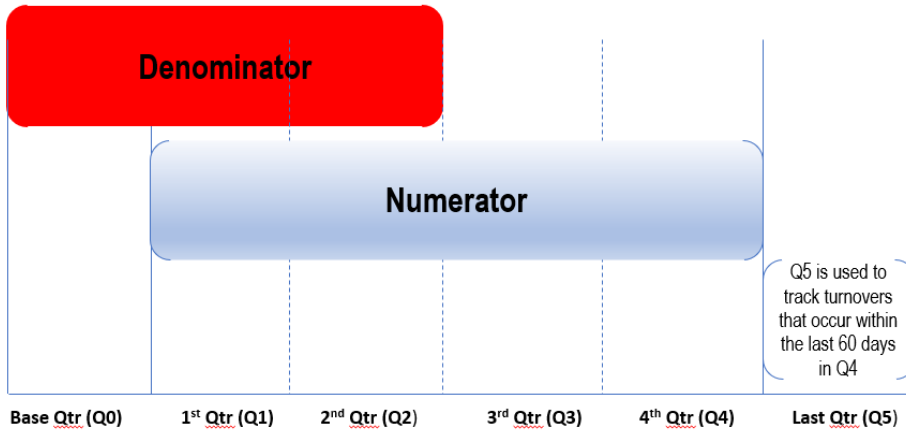 Denominator
Numerator
Q5 is used to
track turnovers
that occur within
the last 60 days
in Q4
Base Qtr (Q0) 1st Qtr (Q1) 2nd Qtr (Q2) 3rd Qtr (Q3) 4th Qtr (Q4) Last Qtr (Q5)